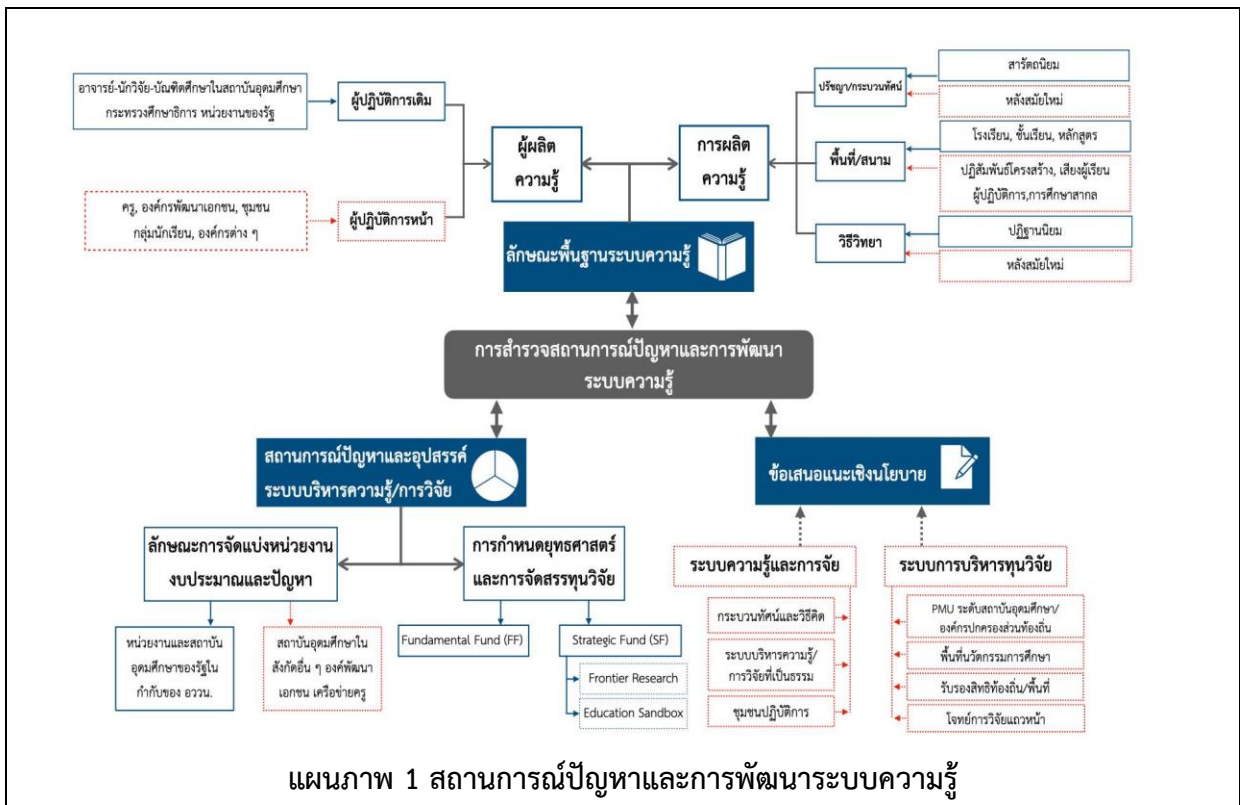 อาจารย์-นักวิจัย-บัณฑิตศึกษาในสถาบันอุดมศึกษา
กระทรวงศึกษาธิการ หน่วยงานของรัฐ
ผู้ปฏิบัติการเดิม
ครู, องค์กรพัฒนาเอกชน, ชุมชน
กลุ่มนักเรียน, องค์กรต่าง ๆ
ผู้ปฏิบัติการหน้า
ผู้ผลิต
ความรู้
การผลิต
ความรู้
ปรัชญา/กระบวนทัศน์
สารัตถนิยม
หลังสมัยใหม่
พื้นที่/สนาม
โรงเรียน, ชั้นเรียน, หลักสูตร
ปฏิสัมพันธ์โครงสร้าง, เสียงผู้เรียน
ผู้ปฏิบัติการ,การศึกษาสากล
วิธีวิทยา
ปฏิฐานนิยม
หลังสมัยใหม่
ลักษณะพื้นฐานระบบความรู้
การสำรวจสถานการณ์ปัญหาและการพัฒนา
ระบบความรู้
สถานการณ์ปัญหาและอุปสรรค์
ระบบบริหารความรู้/การวิจัย
ลักษณะการจัดแบ่งหน่วยงาน
งบประมาณและปัญหา
หน่วยงานและสถาบัน
อุดมศึกษาของรัฐใน
กำกับของ อววน.
สถาบันอุดมศึกษาใน
สังกัดอื่น ๆ องค์พัฒนา
เอกชน เครือข่ายครู
การกำหนดยุทธศาสตร์
และการจัดสรรทุนวิจัย
Fundamental Fund (FF)
Strategic Fund (SF)
Frontier Research
Education Sandbox
ข้อเสนอแนะเชิงนโยบาย
ระบบความรู้และการจัย
กระบวนทัศน์และวิธีคิด
ระบบบริหารความรู้/
การวิจัยที่เป็นธรรม
ชุมชนปฏิบัติการ
ระบบการบริหารทุนวิจัย
PMU ระดับสถาบันอุดมศึกษา/
องค์กรปกครองส่วนท้องถิ่น
พื้นที่นวัตกรรมการศึกษา
รับรองสิทธิท้องถิ่น/พื้นที่
โจทย์การวิจัยแถวหน้า
แผนภาพ 1 สถานการณ์ปัญหาและการพัฒนาระบบความรู้